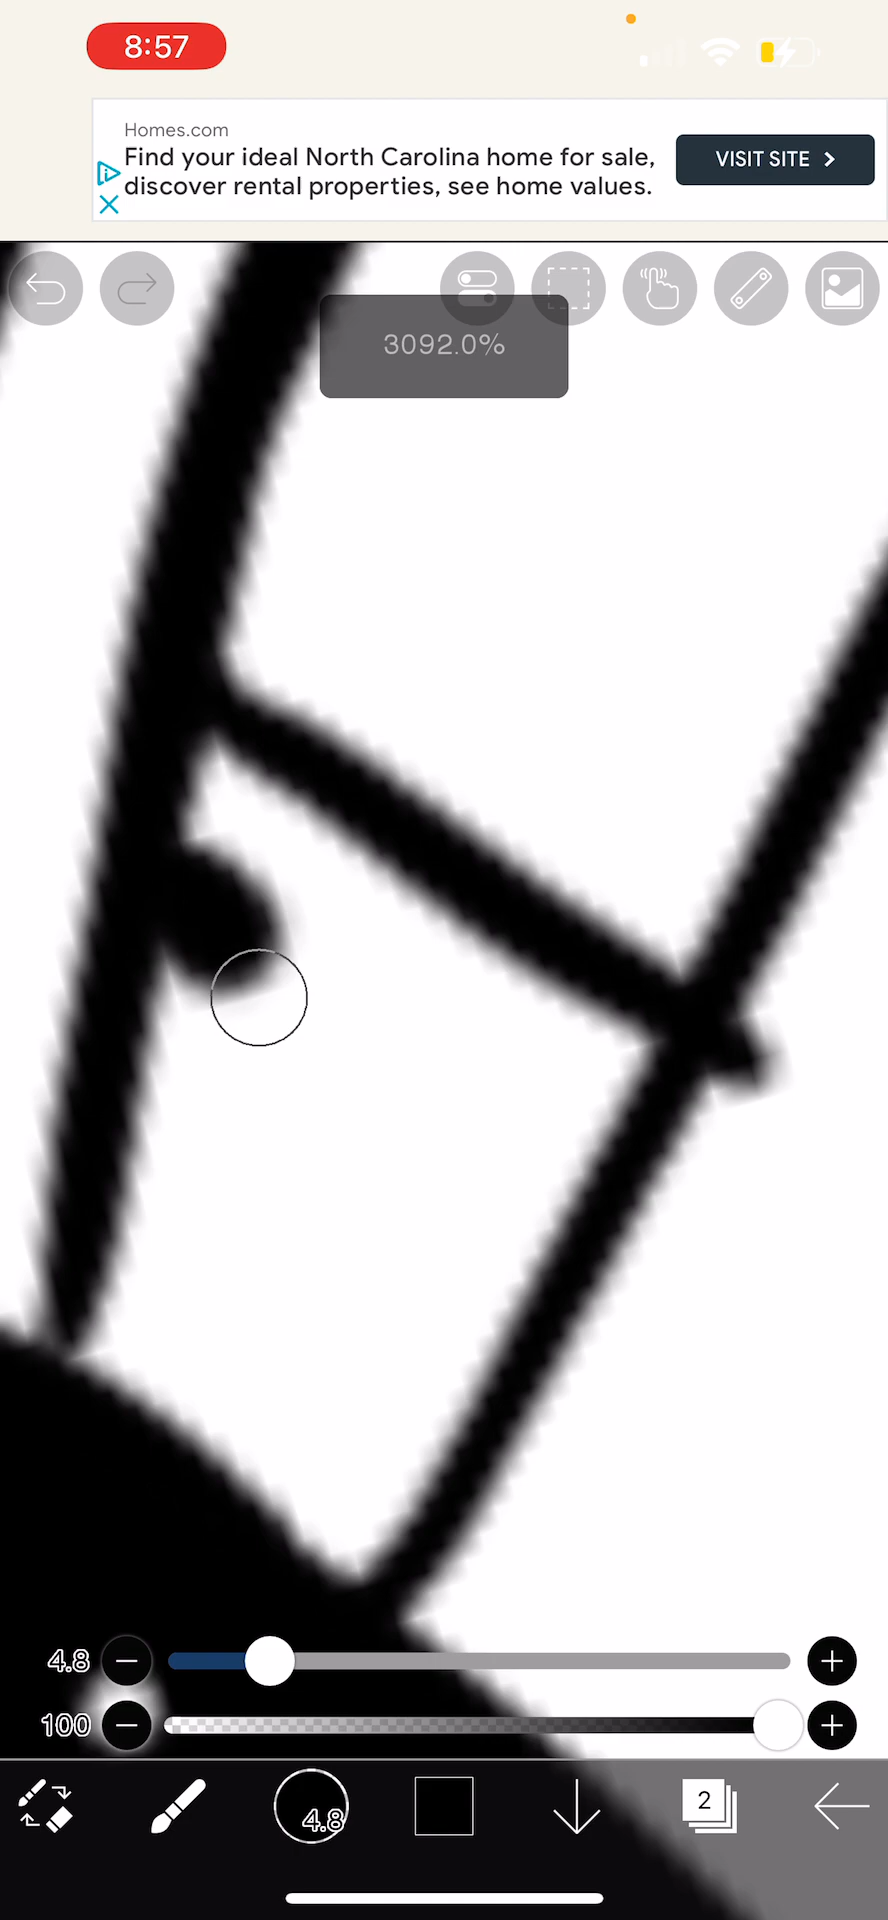 8:57
Homes.com
Find your ideal North Carolina home for sale,
discover rental properties, see home values.
VISIT SITE
3092.0%
4.8
100
4.8
2